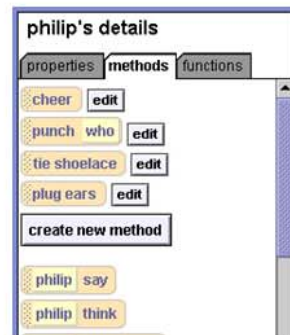 philip's details
properties methods functions
cheer edit
punch who edit
tie shoelace edit
plug ears edit
create new method
philip say
philip think